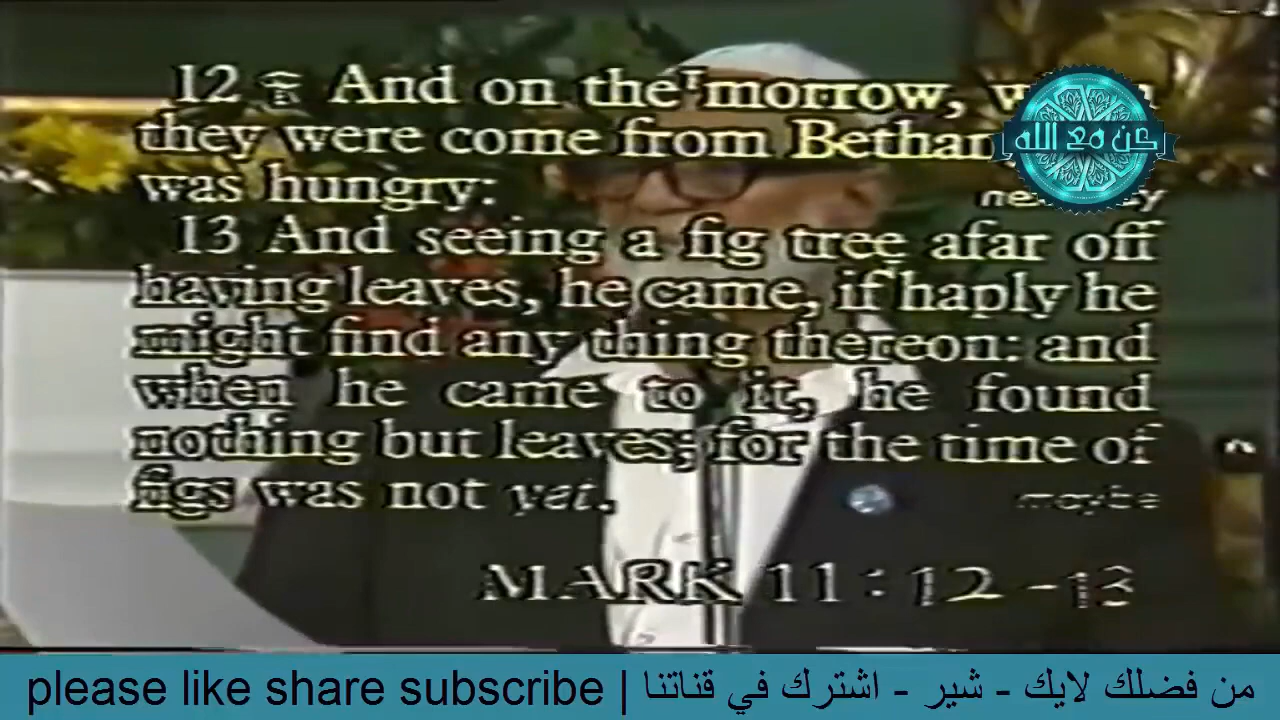 12 And on the morrow,
they were come from
was hungry:
13 And seeing a fig tree afar off
having leaves, he came, if haply he
might find any thing thereon: and
when he came to it, he found
nothing but leaves; for the time of
figs was not yet.
maybe
MARK 11:12-13
كن مع الله
please like share subscribe | من فضلك لايك - شير - اشترك في قناتنا